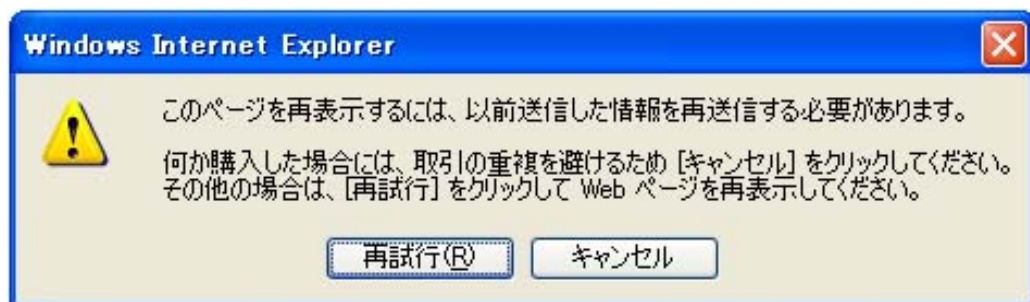 Windows Internet Explorer
このページを再表示するには、以前送信した情報を再送信する必要があります。
何か購入した場合には、取引の重複を避けるため [キャンセル] をクリックしてください。
その他の場合は、[再試行] をクリックして Web ページを再表示してください。
再試行(R)
キャンセル